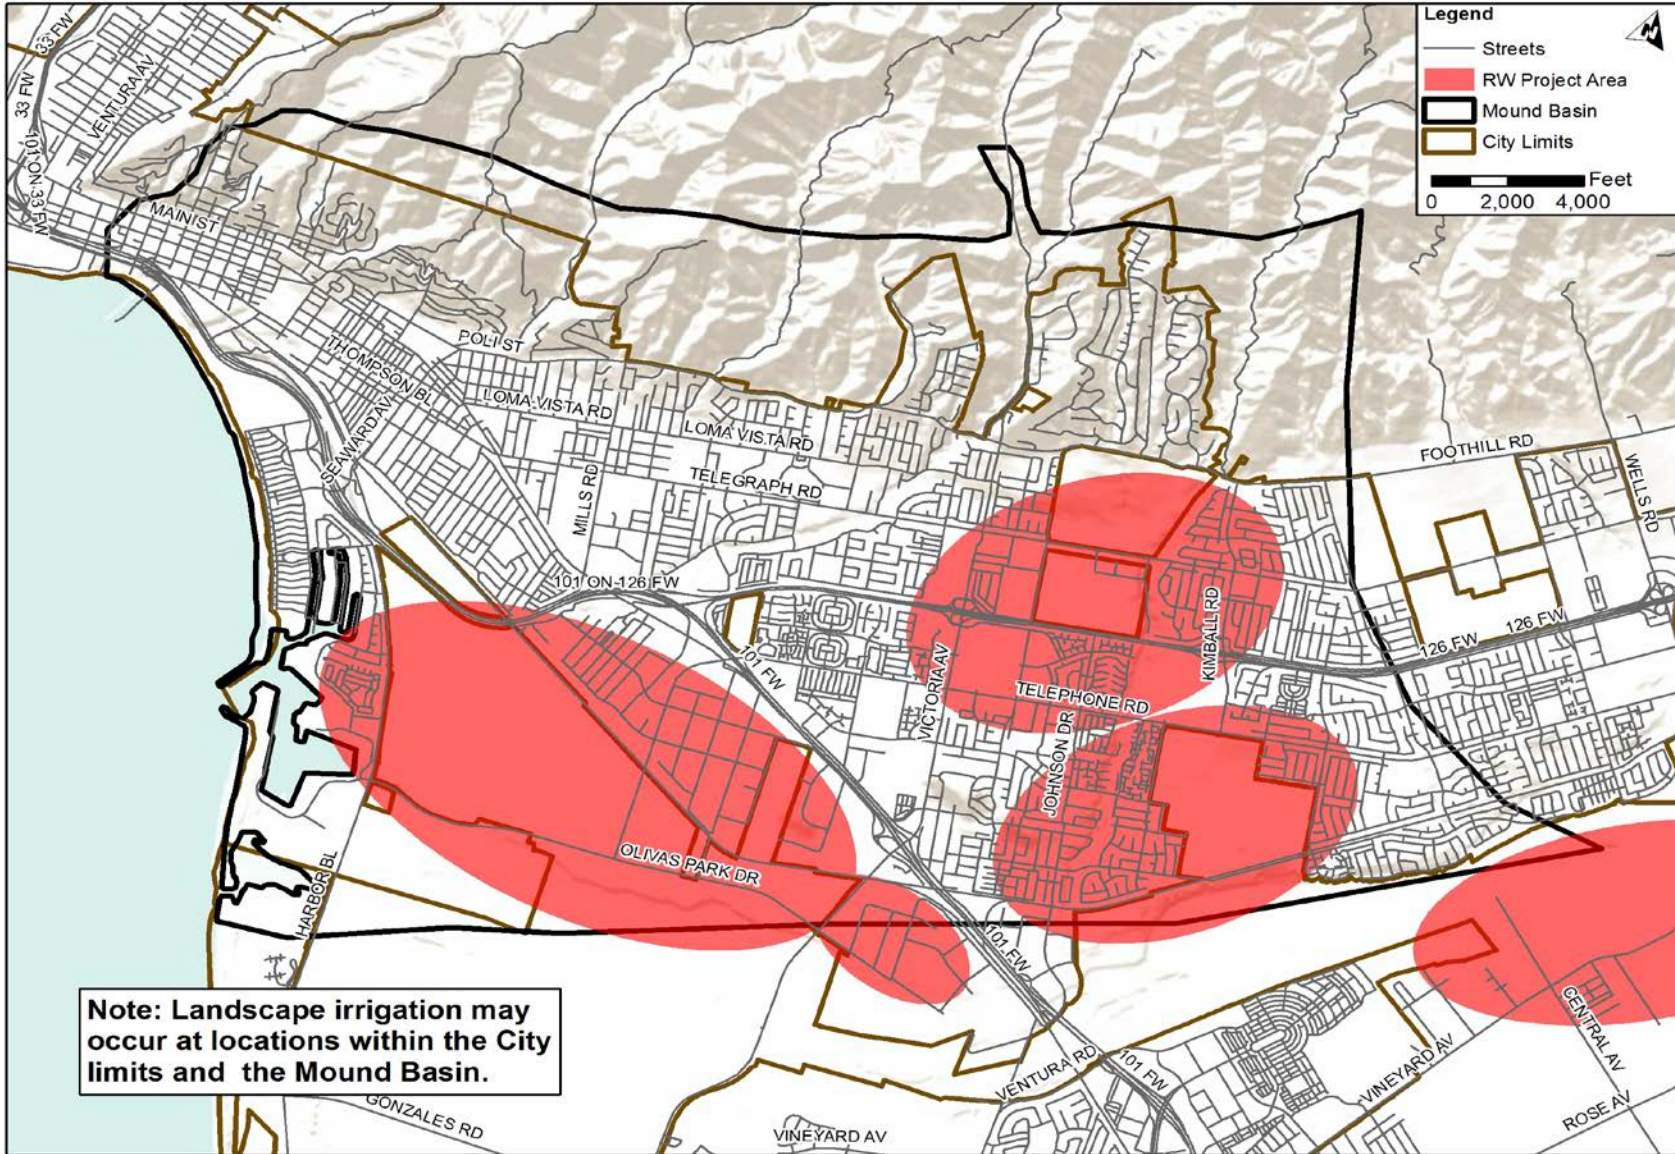 Legend
Streets
RW Project Area
Mound Basin
City Limits
Feet
0 2,000 4,000
N
33 FW
33 FW
VENTURA AV
101 ON 33 FW
MAIN ST
POLI ST
THOMPSON BL
SEAWARD AV
LOMA VISTA RD
LOMA VISTA RD
TELEGRAPH RD
MILLS RD
FOOTHILL RD
WELLS RD
101 ON 126 FW
101 FW
126 FW
126 FW
KIMBALL RD
VICTORIA AV
TELEPHONE RD
JOHNSON DR
OLIVAS PARK DR
HARBOR BL
101 FW
Note: Landscape irrigation may
occur at locations within the City
limits and the Mound Basin.
CENTRAL AV
VENTURA RD
101 FW
VINEYARD AV
ROSE AV
GONZALES RD
VINEYARD AV